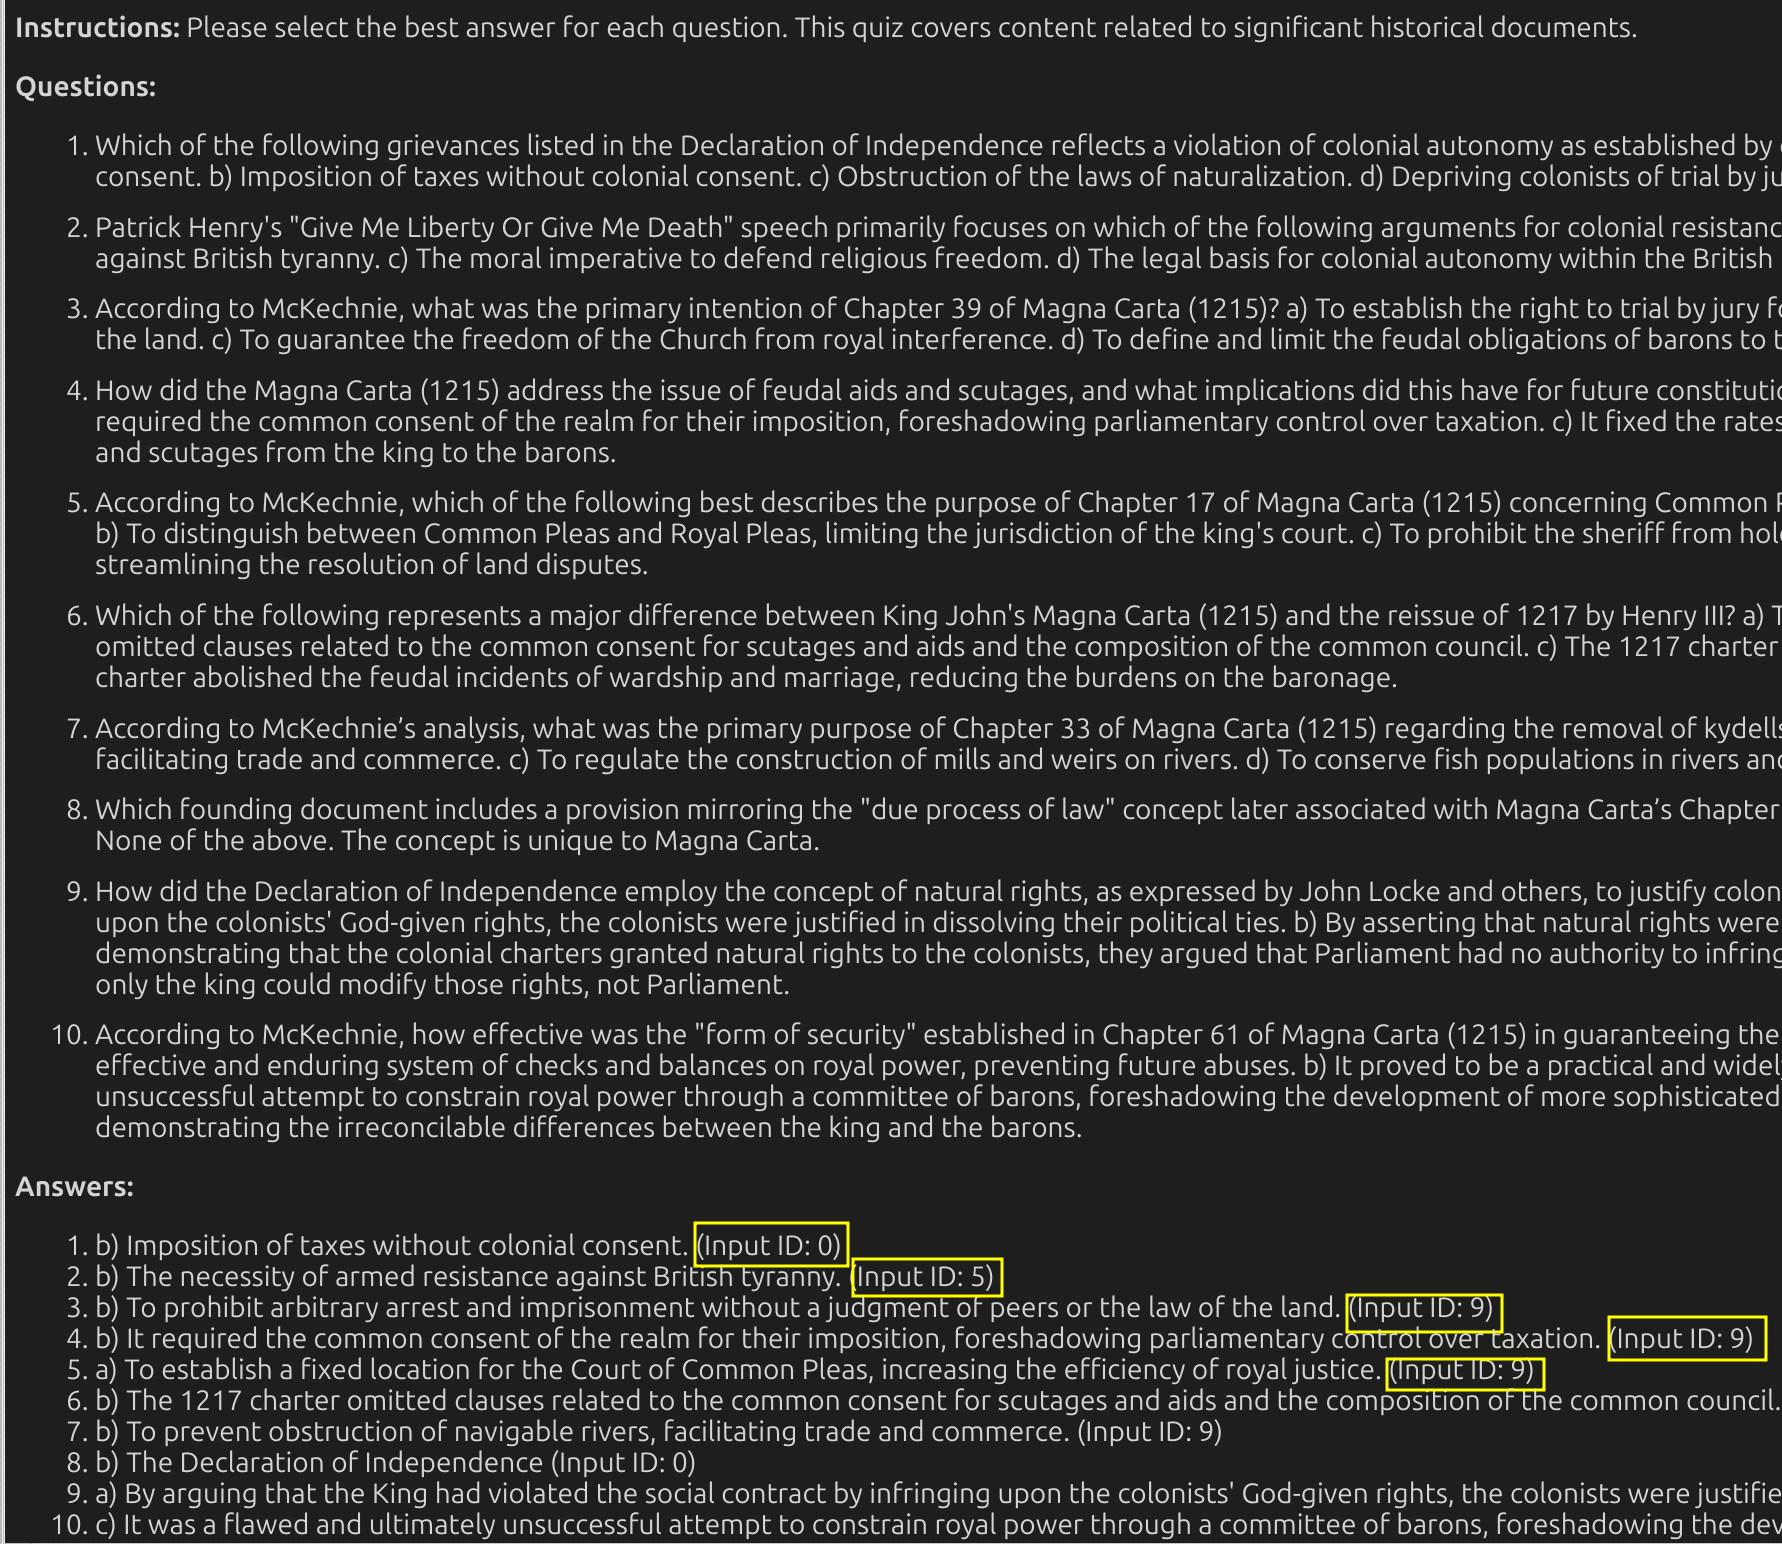 Instructions: Please select the best answer for each question. This quiz covers content related to significant historical documents.
Questions:
1. Which of the following grievances listed in the Declaration of Independence reflects a violation of colonial autonomy as established by
consent. b) Imposition of taxes without colonial consent. c) Obstruction of the laws of naturalization. d) Depriving colonists of trial by
2. Patrick Henry's "Give Me Liberty Or Give Me Death" speech primarily focuses on which of the following arguments for colonial
against British tyranny. c) The moral imperative to defend religious freedom. d) The legal basis for colonial autonomy within the British
3. According to McKechnie, what was the primary intention of Chapter 39 of Magna Carta (1215)? a) To establish the right to trial by jury
the land. c) To guarantee the freedom of the Church from royal interference. d) To define and limit the feudal obligations of barons to
4. How did the Magna Carta (1215) address the issue of feudal aids and scutages, and what implications did this have for future
required the common consent of the realm for their imposition, foreshadowing parliamentary control over taxation. c) It fixed the rates
and scutages from the king to the barons.
5. According to McKechnie, which of the following best describes the purpose of Chapter 17 of Magna Carta (1215) concerning Common
b) To distinguish between Common Pleas and Royal Pleas, limiting the jurisdiction of the king's court. c) To prohibit the sheriff from
streamlining the resolution of land disputes.
6. Which of the following represents a major difference between King John's Magna Carta (1215) and the reissue of 1217 by Henry III? a)
omitted clauses related to the common consent for scutages and aids and the composition of the common council. c) The 1217 charter
charter abolished the feudal incidents of wardship and marriage, reducing the burdens on the baronage.
7. According to McKechnie’s analysis, what was the primary purpose of Chapter 33 of Magna Carta (1215) regarding the removal of kydells
facilitating trade and commerce. c) To regulate the construction of mills and weirs on rivers. d) To conserve fish populations in rivers
8. Which founding document includes a provision mirroring the "due process of law" concept later associated with Magna Carta’s Chapter
None of the above. The concept is unique to Magna Carta.
9. How did the Declaration of Independence employ the concept of natural rights, as expressed by John Locke and others, to justify
upon the colonists' God-given rights, the colonists were justified in dissolving their political ties. b) By asserting that natural rights were
demonstrating that the colonial charters granted natural rights to the colonists, they argued that Parliament had no authority to
only the king could modify those rights, not Parliament.
10. According to McKechnie, how effective was the "form of security" established in Chapter 61 of Magna Carta (1215) in guaranteeing the
effective and enduring system of checks and balances on royal power, preventing future abuses. b) It proved to be a practical and
unsuccessful attempt to constrain royal power through a committee of barons, foreshadowing the development of more sophisticated
demonstrating the irreconcilable differences between the king and the barons.
Answers:
1. b) Imposition of taxes without colonial consent. (Input ID: 0)
2. b) The necessity of armed resistance against British tyranny. (Input ID: 5)
3. b) To prohibit arbitrary arrest and imprisonment without a judgment of peers or the law of the land. (Input ID: 9)
4. b) It required the common consent of the realm for their imposition, foreshadowing parliamentary control over taxation. (Input ID: 9)
5. a) To establish a fixed location for the Court of Common Pleas, increasing the efficiency of royal justice. (Input ID: 9)
6. b) The 1217 charter omitted clauses related to the common consent for scutages and aids and the composition of the common council.
7. b) To prevent obstruction of navigable rivers, facilitating trade and commerce. (Input ID: 9)
8. b) The Declaration of Independence (Input ID: 0)
9. a) By arguing that the King had violated the social contract by infringing upon the colonists' God-given rights, the colonists were
10. c) It was a flawed and ultimately unsuccessful attempt to constrain royal power through a committee of barons, foreshadowing the